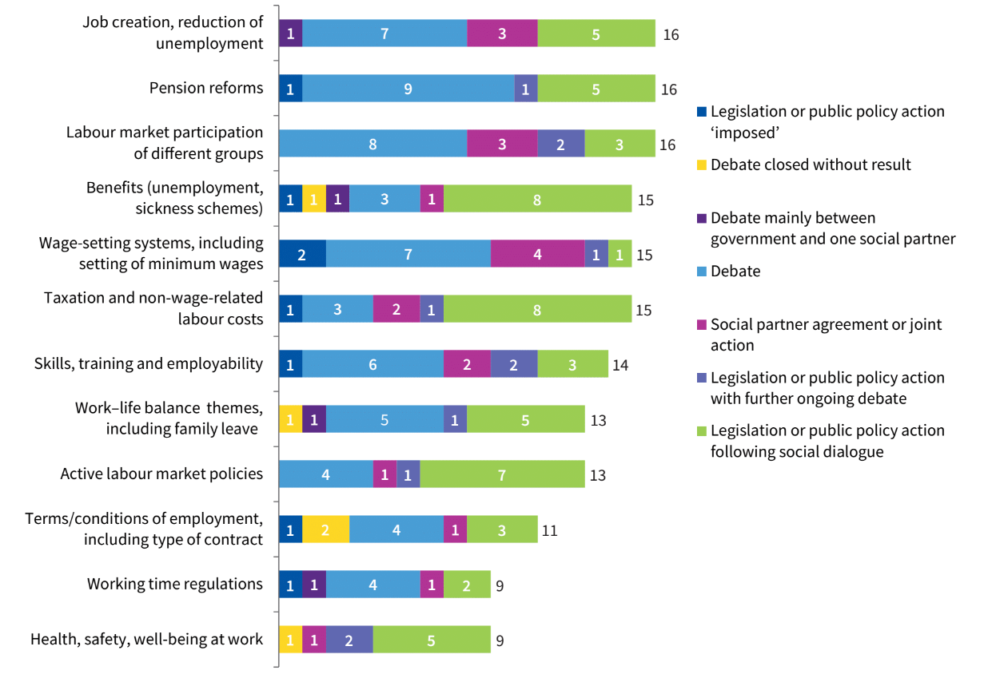 Job creation, reduction of
unemployment
1 7 3 5 16
Pension reforms
1 9 1 5 16
Labour market participation
of different groups
8 3 2 3 16
Benefits (unemployment,
sickness schemes)
1 1 1 3 1 8 15
Wage-setting systems, including
setting of minimum wages
2 7 4 1 1 15
Taxation and non-wage-related
labour costs
1 3 2 1 8 15
Skills, training and employability
1 6 2 2 3 14
Work–life balance themes,
including family leave
1 1 5 1 5 13
Active labour market policies
4 1 1 7 13
Terms/conditions of employment,
including type of contract
1 2 4 1 3 11
Working time regulations
1 1 4 1 2 9
Health, safety, well-being at work
1 1 2 5 9
Legislation or public policy action
‘imposed’
Debate closed without result
Debate mainly between
government and one social partner
Debate
Social partner agreement or joint
action
Legislation or public policy action
with further ongoing debate
Legislation or public policy action
following social dialogue